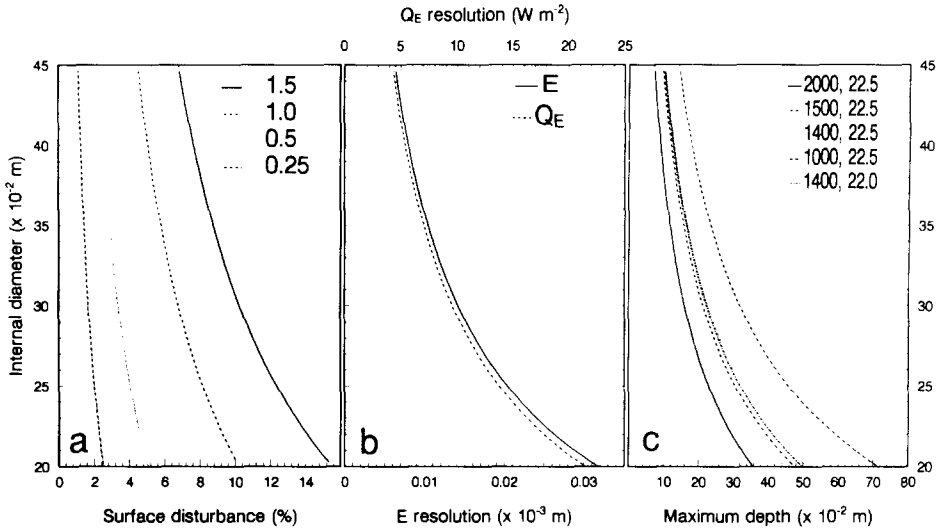 Q_E resolution (W m⁻²)
0 5 10 15 20 25
45 40 35 30 25 20
Internal diameter (x 10⁻² m)
1.5
1.0
0.5
0.25
a
0 2 4 6 8 10 12 14
Surface disturbance (%)
E
Q_E
b
0.01 0.02 0.03
E resolution (x 10⁻³ m)
2000, 22.5
1500, 22.5
1400, 22.5
1000, 22.5
1400, 22.0
c
10 20 30 40 50 60 70 80
Maximum depth (x 10⁻² m)
45
40
35
30
25
20